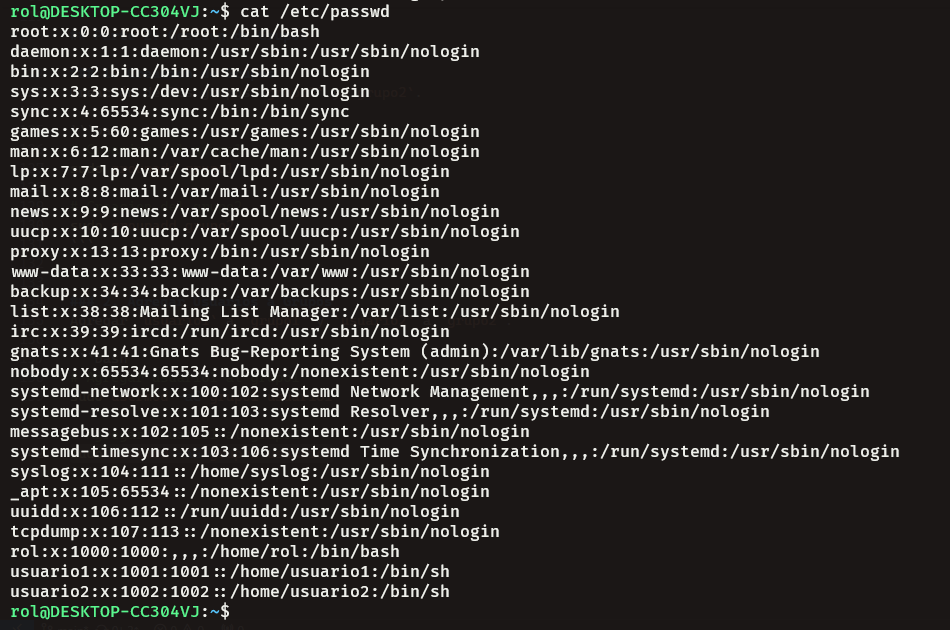 rol@DESKTOP-CC304VJ:~$ cat /etc/passwd
root:x:0:0:root:/root:/bin/bash
daemon:x:1:1:daemon:/usr/sbin:/usr/sbin/nologin
bin:x:2:2:bin:/bin:/usr/sbin/nologin
sys:x:3:3:sys:/dev:/usr/sbin/nologin
sync:x:4:65534:sync:/bin:/bin/sync
games:x:5:60:games:/usr/games:/usr/sbin/nologin
man:x:6:12:man:/var/cache/man:/usr/sbin/nologin
lp:x:7:7:lp:/var/spool/lpd:/usr/sbin/nologin
mail:x:8:8:mail:/var/mail:/usr/sbin/nologin
news:x:9:9:news:/var/spool/news:/usr/sbin/nologin
uucp:x:10:10:uucp:/var/spool/uucp:/usr/sbin/nologin
proxy:x:13:13:proxy:/bin:/usr/sbin/nologin
www-data:x:33:33:www-data:/var/www:/usr/sbin/nologin
backup:x:34:34:backup:/var/backups:/usr/sbin/nologin
list:x:38:38:Mailing List Manager:/var/list:/usr/sbin/nologin
irc:x:39:39:ircd:/run/ircd:/usr/sbin/nologin
gnats:x:41:41:Gnats Bug-Reporting System (admin):/var/lib/gnats:/usr/sbin/nologin
nobody:x:65534:65534:nobody:/nonexistent:/usr/sbin/nologin
systemd-network:x:100:102:systemd Network Management,,,:/run/systemd:/usr/sbin/nologin
systemd-resolve:x:101:103:systemd Resolver,,,:/run/systemd:/usr/sbin/nologin
messagebus:x:102:105::/nonexistent:/usr/sbin/nologin
systemd-timesync:x:103:106:systemd Time Synchronization,,,:/run/systemd:/usr/sbin/nologin
syslog:x:104:111::/home/syslog:/usr/sbin/nologin
_apt:x:105:65534::/nonexistent:/usr/sbin/nologin
uuidd:x:106:112::/run/uuidd:/usr/sbin/nologin
tcpdump:x:107:113::/nonexistent:/usr/sbin/nologin
rol:x:1000:1000:,,,:/home/rol:/bin/bash
usuario1:x:1001:1001::/home/usuario1:/bin/sh
usuario2:x:1002:1002::/home/usuario2:/bin/sh
rol@DESKTOP-CC304VJ:~$